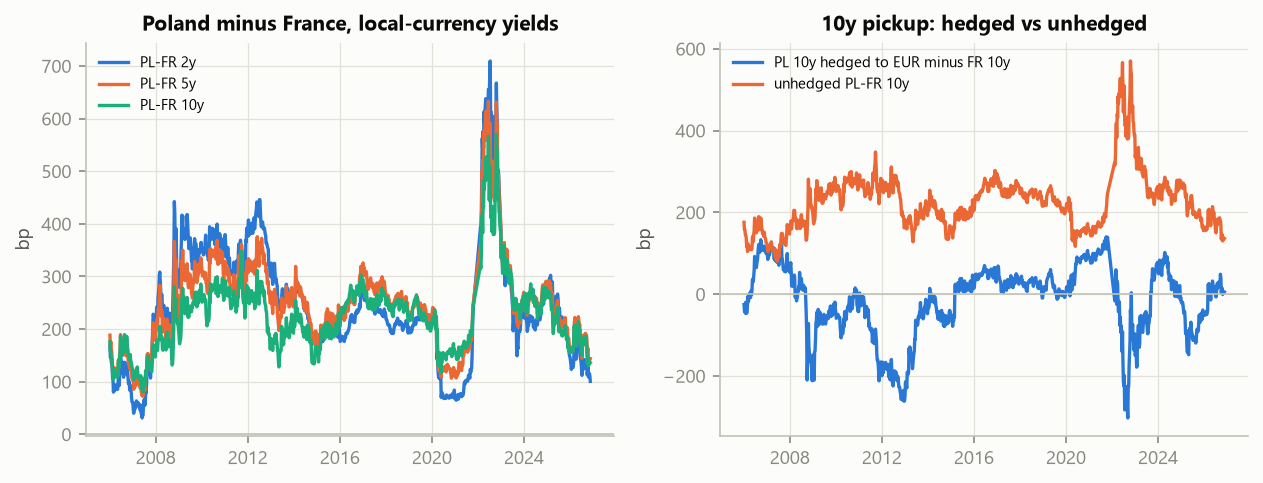 Poland minus France, local-currency yields
bp
700
600
500
400
300
200
100
0
PL-FR 2y
PL-FR 5y
PL-FR 10y
2008 2012 2016 2020 2024
10y pickup: hedged vs unhedged
bp
600
400
200
0
−200
PL 10y hedged to EUR minus FR 10y
unhedged PL-FR 10y
2008 2012 2016 2020 2024